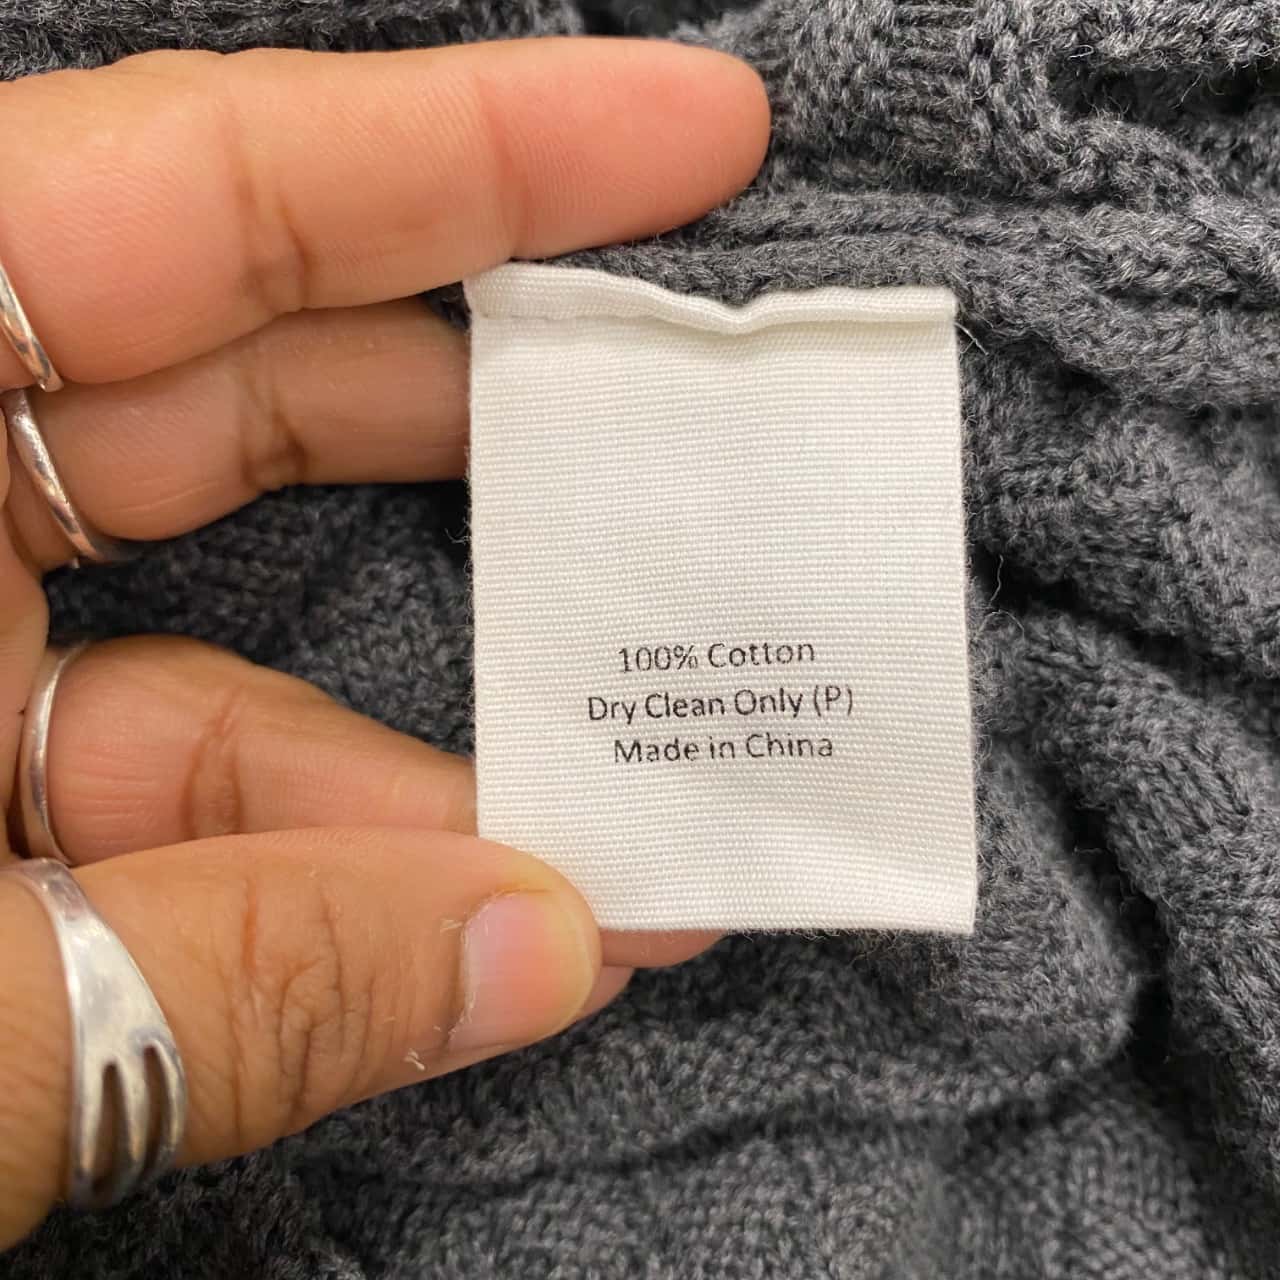 100% Cotton
Dry Clean Only (P)
Made in China